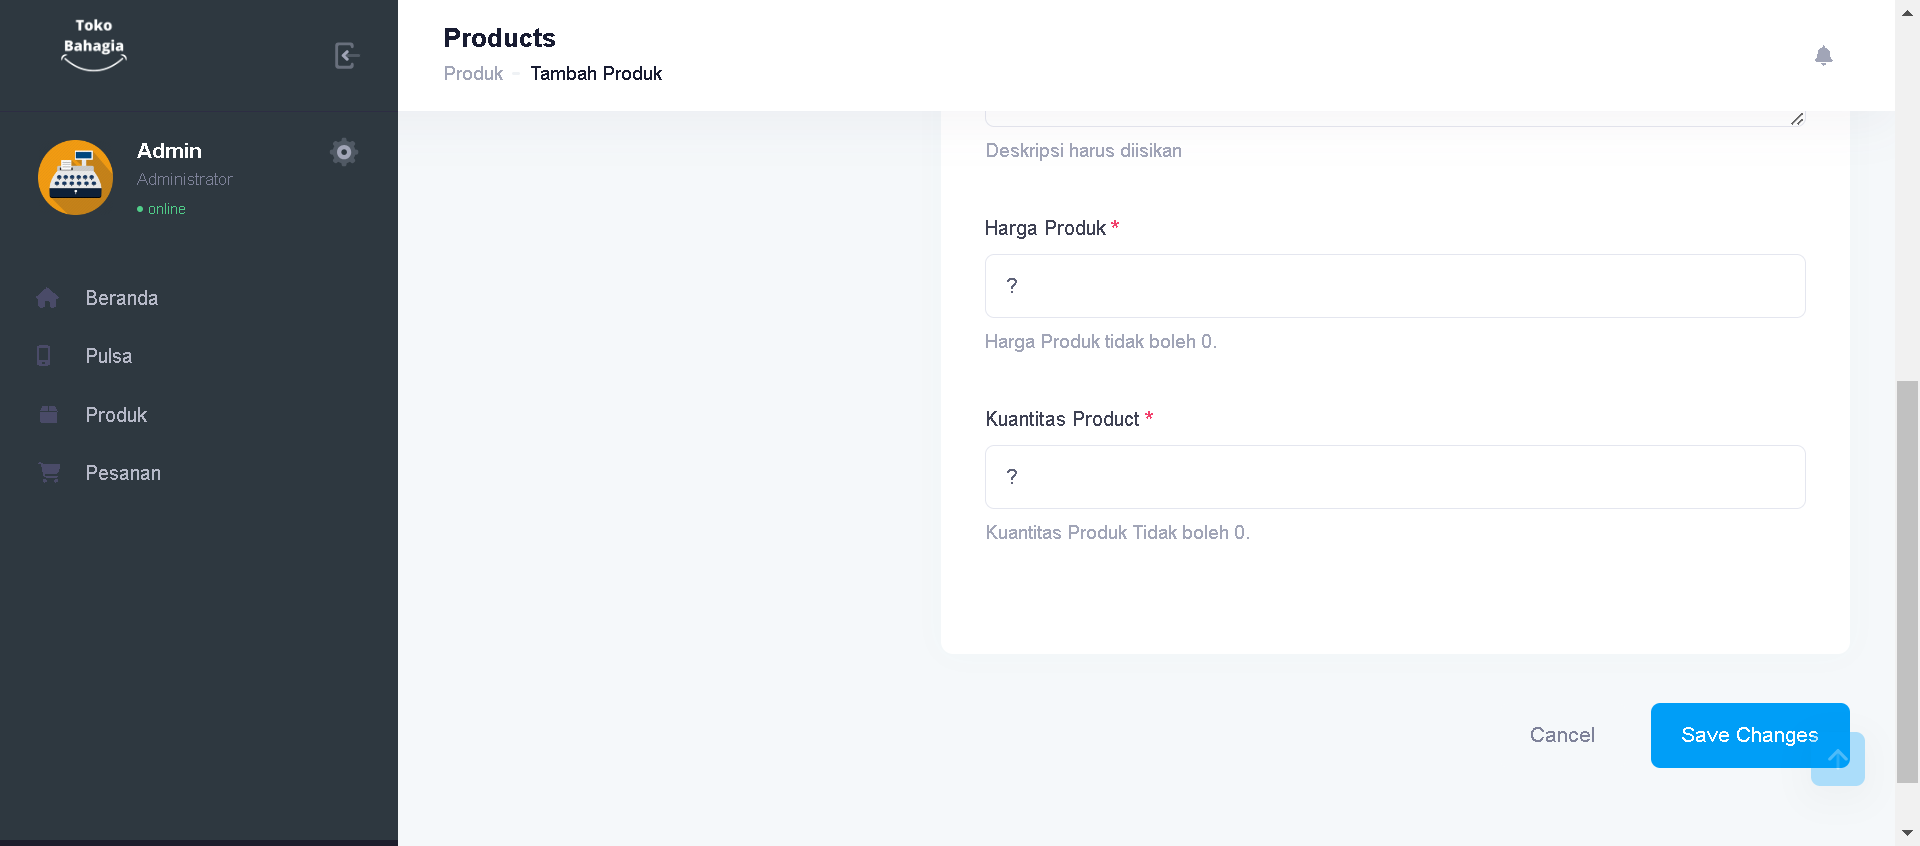 Toko
Bahagia
Admin
Administrator
online
Beranda
Pulsa
Produk
Pesanan
Products
Produk - Tambah Produk
Deskripsi harus diisikan
Harga Produk *
?
Harga Produk tidak boleh 0.
Kuantitas Product *
?
Kuantitas Produk Tidak boleh 0.
Cancel
Save Changes